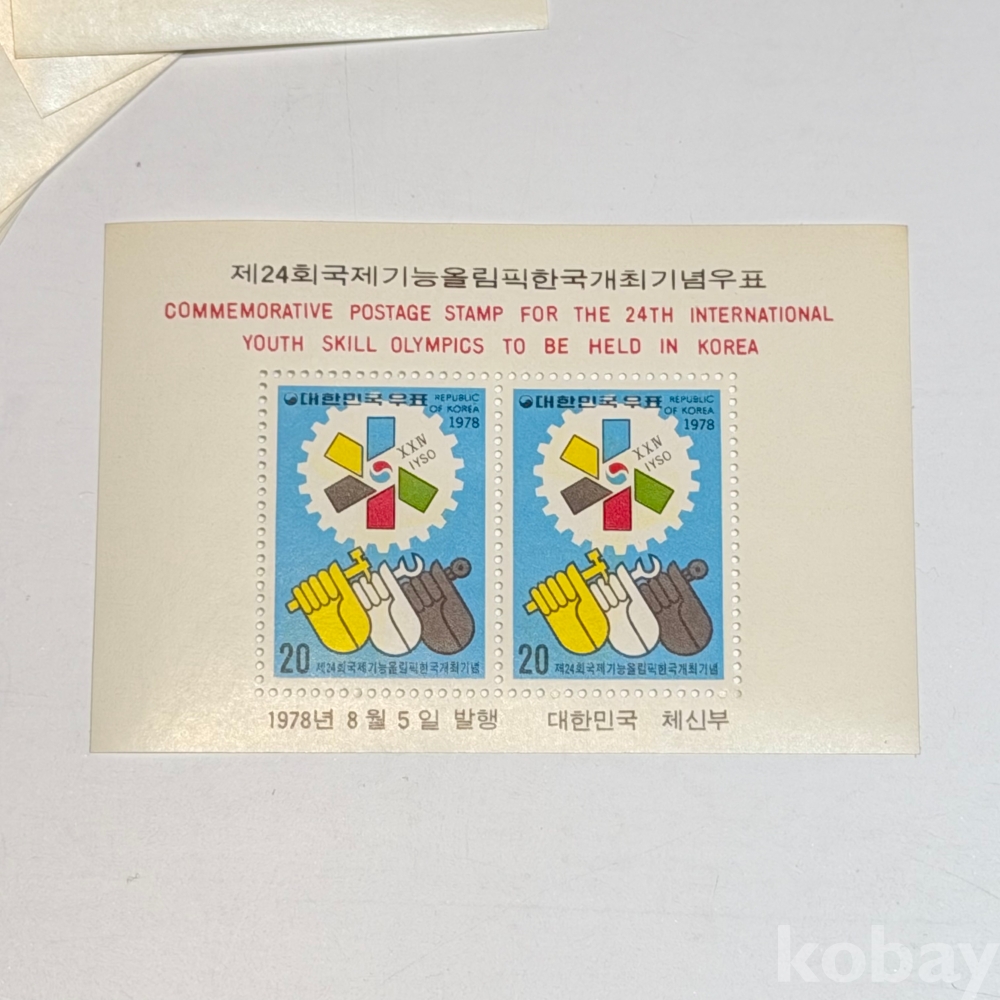 제24회국제기능올림픽한국개최기념우표
COMMEMORATIVE POSTAGE STAMP FOR THE 24TH INTERNATIONAL
YOUTH SKILL OLYMPICS TO BE HELD IN KOREA
대한민국우표 REPUBLIC
OF KOREA
1978
XXIV
IYSO
20 제24회국제기능올림픽한국개최기념
대한민국우표 REPUBLIC
OF KOREA
1978
XXIV
IYSO
20 제24회국제기능올림픽한국개최기념
1978년 8월 5일 발행 대한민국 체신부
kobay